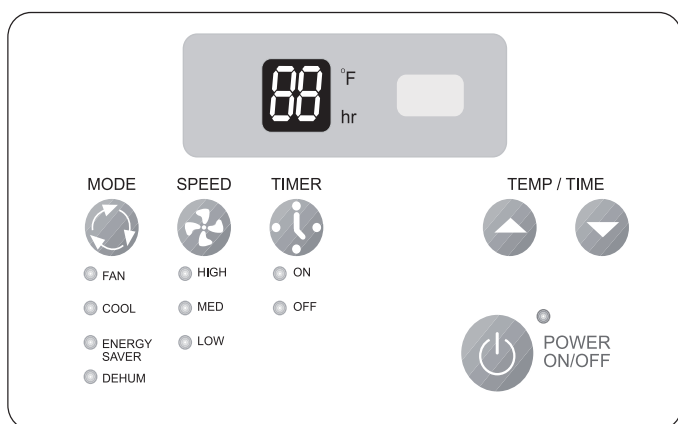 88
°F
hr
MODE
SPEED
TIMER
TEMP / TIME
FAN
HIGH
ON
COOL
MED
OFF
ENERGY
SAVER
LOW
DEHUM
POWER
ON/OFF